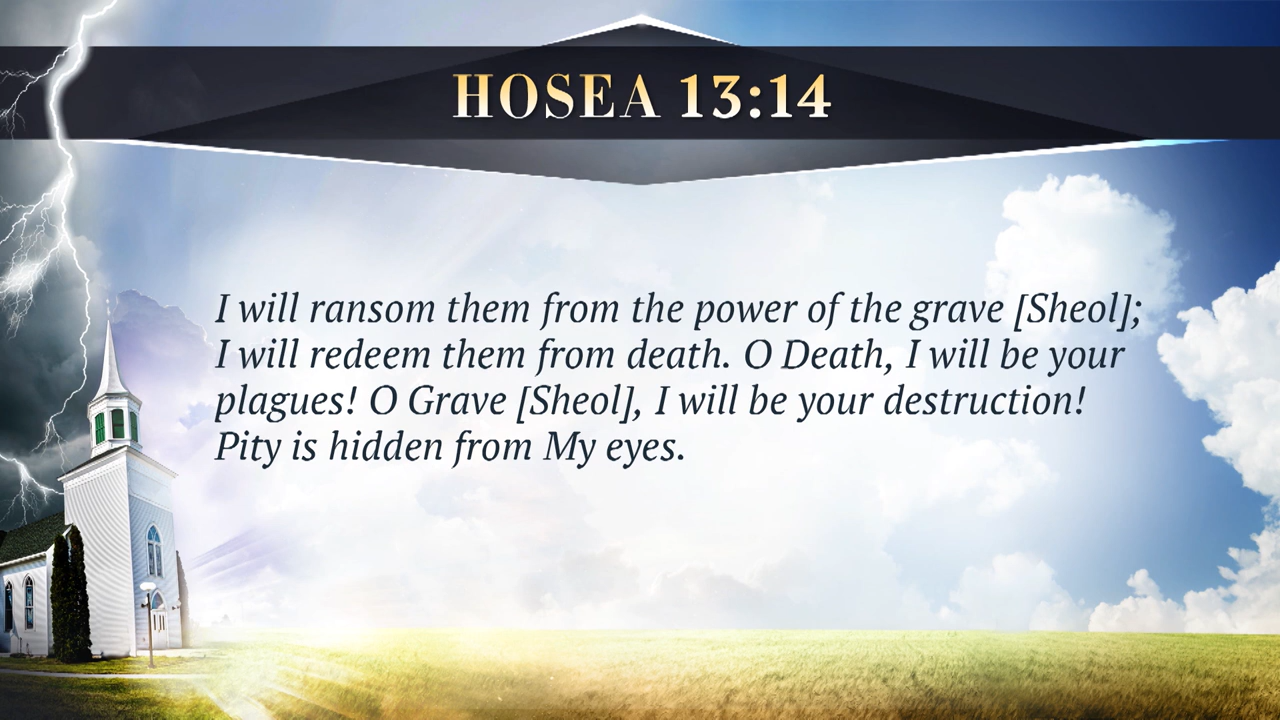 HOSEA 13:14
I will ransom them from the power of the grave [Sheol];
I will redeem them from death. O Death, I will be your
plagues! O Grave [Sheol], I will be your destruction!
Pity is hidden from My eyes.